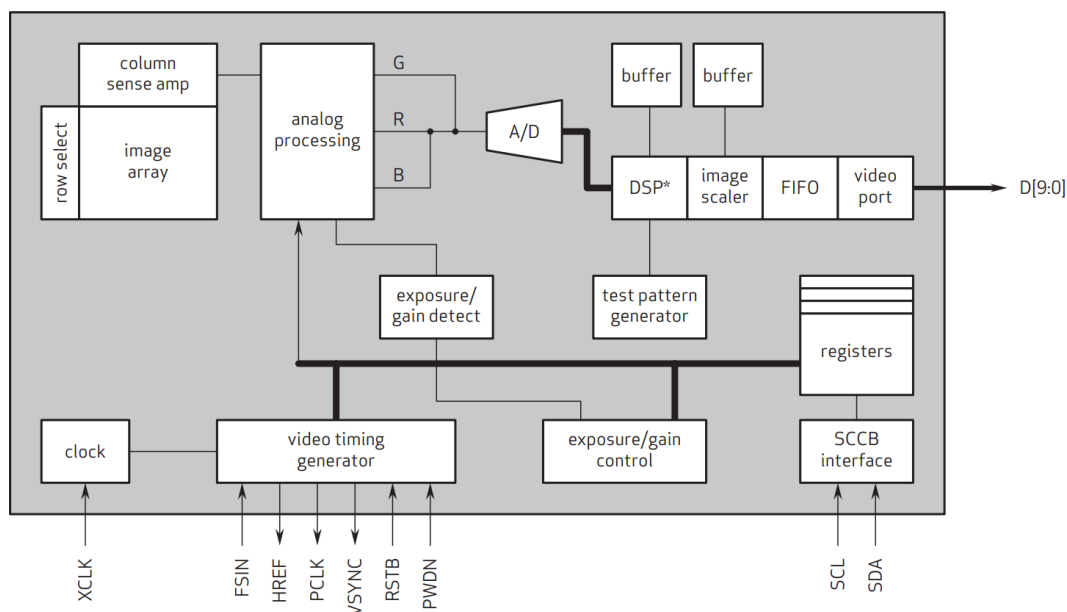 column
sense amp
row select
image
array
analog
processing
G
R
B
A/D
buffer
buffer
DSP*
image
scaler
FIFO
video
port
D[9:0]
exposure/
gain detect
test pattern
generator
registers
clock
video timing
generator
exposure/gain
control
SCCB
interface
XCLK
FSIN
HREF
PCLK
VSYNC
RSTB
PWDN
SCL
SDA